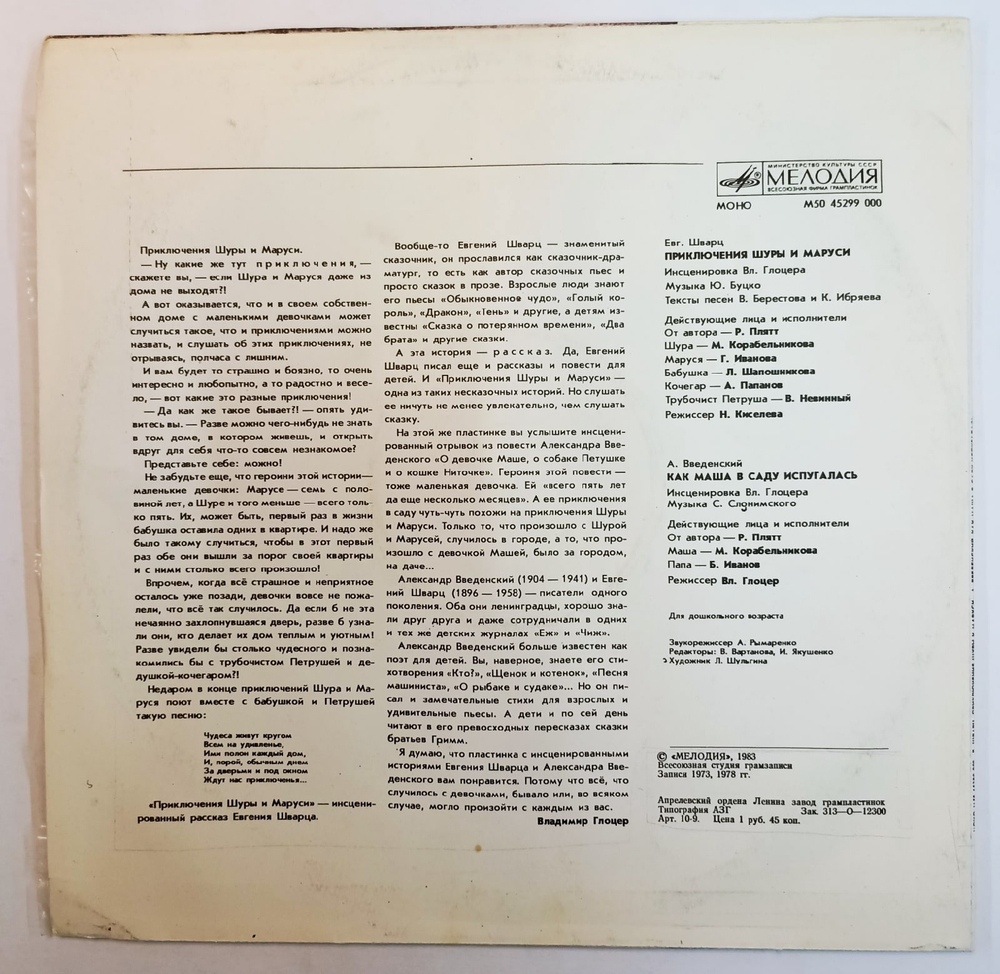 МИНИСТЕРСТВО КУЛЬТУРЫ СССР
МЕЛОДИЯ
ВСЕСОЮЗНАЯ ФИРМА ГРАМПЛАСТИНОК
МОНО М50 45299 000
Приключения Шуры и Маруси.
— Ну какие же тут приключения, —
скажете вы, — если Шура и Маруся даже из
дома не выходят?!
А вот оказывается, что и в своем собствен-
ном доме с маленькими девочками может
случиться такое, что и приключениями можно
назвать, и слушать об этих приключениях, не
отрываясь, полчаса с лишним.
И вам будет то страшно и боязно, то очень
интересно и любопытно, а то радостно и весе-
ло, — вот какие это разные приключения!
— Да как же такое бывает?! — опять уди-
витесь вы. — Разве можно чего-нибудь не знать
в том доме, в котором живешь, и открыть
вдруг для себя что-то совсем незнакомое?
Представьте себе: можно!
Не забудьте еще, что героини этой истории—
маленькие девочки: Марусе — семь с поло-
виной лет, а Шуре и того меньше — всего толь-
ко пять. Их, может быть, первый раз в жизни
бабушка оставила одних в квартире. И надо же
было такому случиться, чтобы в этот первый
раз обе они вышли за порог своей квартиры
и с ними столько всего произошло!
Впрочем, когда всё страшное и неприятное
осталось уже позади, девочки вовсе не пожа-
лели, что всё так случилось. Да если б не эта
нечаянно захлопнувшаяся дверь, разве б узна-
ли они, кто делает их дом теплым и уютным!
Разве увидели бы столько чудесного и позна-
комились бы с трубочистом Петрушей и де-
душкой-кочегаром?!
Недаром в конце приключений Шура и Ма-
руся поют вместе с бабушкой и Петрушей
такую песню:
Чудеса живут кругом
Всем на удивленье,
Ими полон каждый дом,
И, порой, обычным днем
За дверьми и под окном
Ждут нас приключенья...
«Приключения Шуры и Маруси» — инсцени-
рованный рассказ Евгения Шварца.
Вообще-то Евгений Шварц — знаменитый
сказочник, он прославился как сказочник-дра-
матург, то есть как автор сказочных пьес и
просто сказок в прозе. Взрослые люди знают
его пьесы «Обыкновенное чудо», «Голый ко-
роль», «Дракон», «Тень» и другие, а детям из-
вестны «Сказка о потерянном времени», «Два
брата» и другие сказки.
А эта история — рассказ. Да, Евгений
Шварц писал еще и рассказы и повести для
детей. И «Приключения Шуры и Маруси» —
одна из таких несказочных историй. Но слушать
ее ничуть не менее увлекательно, чем слушать
сказку.
На этой же пластинке вы услышите инсцени-
рованный отрывок из повести Александра Вве-
денского «О девочке Маше, о собаке Петушке
и о кошке Ниточке». Героиня этой повести —
тоже маленькая девочка. Ей «всего пять лет
да еще несколько месяцев». А ее приключения
в саду чуть-чуть похожи на приключения Шуры
и Маруси. Только то, что произошло с Шурой
и Марусей, случилось в городе, а то, что про-
изошло с девочкой Машей, было за городом,
на даче...
Александр Введенский (1904 — 1941) и Евге-
ний Шварц (1896 — 1958) — писатели одного
поколения. Оба они ленинградцы, хорошо зна-
ли друг друга и даже сотрудничали в одних
и тех же детских журналах «Еж» и «Чиж».
Александр Введенский больше известен как
поэт для детей. Вы, наверное, знаете его сти-
хотворения «Кто?», «Щенок и котенок», «Песня
машиниста», «О рыбаке и судаке»... Но он пи-
сал и замечательные стихи для взрослых и
удивительные пьесы. А дети и по сей день
читают в его превосходных пересказах сказки
братьев Гримм.
Я думаю, что пластинка с инсценированными
историями Евгения Шварца и Александра Вве-
денского вам понравится. Потому что всё, что
случилось с девочками, бывало или, во всяком
случае, могло произойти с каждым из вас.
Владимир Глоцер
Евг. Шварц
ПРИКЛЮЧЕНИЯ ШУРЫ И МАРУСИ
Инсценировка Вл. Глоцера
Музыка Ю. Буцко
Тексты песен В. Берестова и К. Ибряева
Действующие лица и исполнители
От автора — Р. Плятт
Шура — М. Корабельникова
Маруся — Г. Иванова
Бабушка — Л. Шапошникова
Кочегар — А. Папанов
Трубочист Петруша — В. Невинный
Режиссер Н. Киселева
А. Введенский
КАК МАША В САДУ ИСПУГАЛАСЬ
Инсценировка Вл. Глоцера
Музыка С. Слонимского
Действующие лица и исполнители
От автора — Р. Плятт
Маша — М. Корабельникова
Папа — Б. Иванов
Режиссер Вл. Глоцер
Для дошкольного возраста
Звукорежиссер А. Рымаренко
Редакторы: В. Вартанова, И. Якушенко
Художник Л. Шульгина
© «МЕЛОДИЯ», 1983
Всесоюзная студия грамзаписи
Записи 1973, 1978 гг.
Апрелевский ордена Ленина завод грампластинок
Типография АЗГ Зак. 313—О—12300
Арт. 10-9. Цена 1 руб. 45 коп.